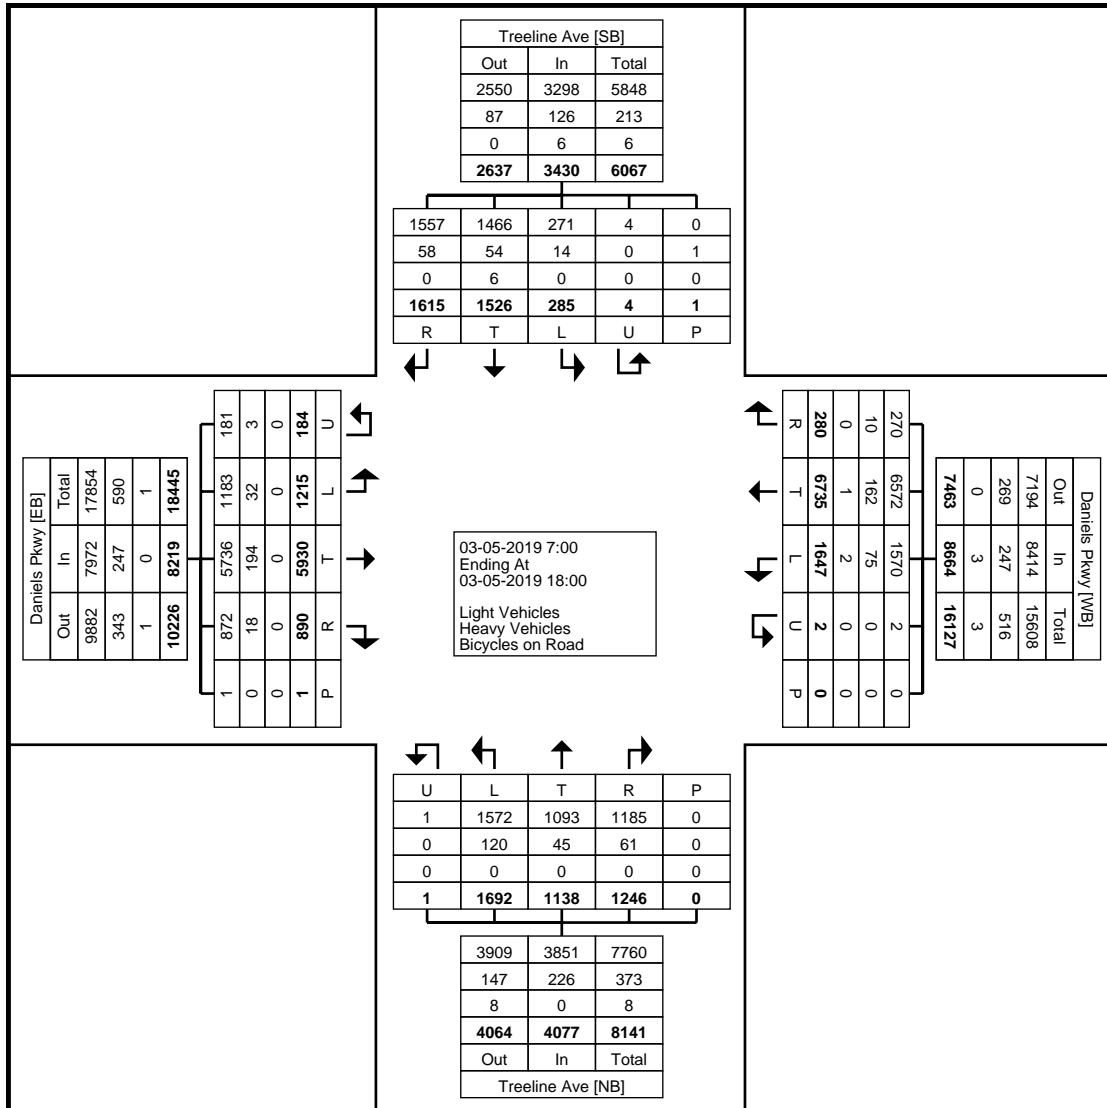 Treeline Ave [SB]
Out In Total
2550 3298 5848
87 126 213
0 6 6
2637 3430 6067
1557 1466 271 4 0
58 54 14 0 1
0 6 0 0 0
1615 1526 285 4 1
R T L U P
Daniels Pkwy [EB]
Total In Out
17854 7972 9882
590 247 343
1 0 1
18445 8219 10226
181 1183 5736 872 1
3 32 194 18 0
0 0 0 0 0
184 1215 5930 890 1
U L T R P
03-05-2019 7:00
Ending At
03-05-2019 18:00
Light Vehicles
Heavy Vehicles
Bicycles on Road
Daniels Pkwy [WB]
Out In Total
7194 8414 15608
269 247 516
0 3 3
7463 8664 16127
270 6572 1570 2 0
10 162 75 0 0
0 1 2 0 0
280 6735 1647 2 0
R T L U P
U L T R P
1 1572 1093 1185 0
0 120 45 61 0
0 0 0 0 0
1 1692 1138 1246 0
3909 3851 7760
147 226 373
8 0 8
4064 4077 8141
Out In Total
Treeline Ave [NB]